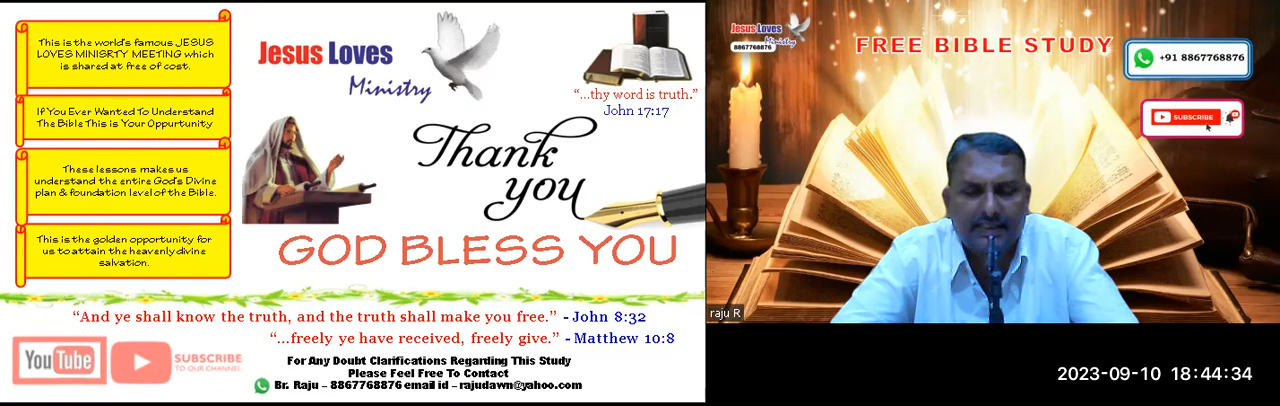 This is the world's famous JESUS
LOVES MINISRTY MEETING which
is shared at free of cost.
If You Ever Wanted To Understand
The Bible This is Your Opportunity
These lessons makes us
understand the entire God's Divine
plan & foundation level of the Bible.
This is the golden opportunity for
us to attain the heavenly divine
salvation.
Jesus Loves
Ministry
"...thy word is truth."
John 17:17
Thank
you
GOD BLESS YOU
"And ye shall know the truth, and the truth shall make you free." - John 8:32
"...freely ye have received, freely give." - Matthew 10:8
YouTube
SUBSCRIBE
TO OUR CHANNEL
For Any Doubt Clarifications Regarding This Study
Please Feel Free To Contact
Br. Raju – 8867768876 email id – rajudawn@yahoo.com
Jesus Loves
Ministry
8867768876
FREE BIBLE STUDY
+91 8867768876
SUBSCRIBE
raju R
2023-09-10 18:44:34